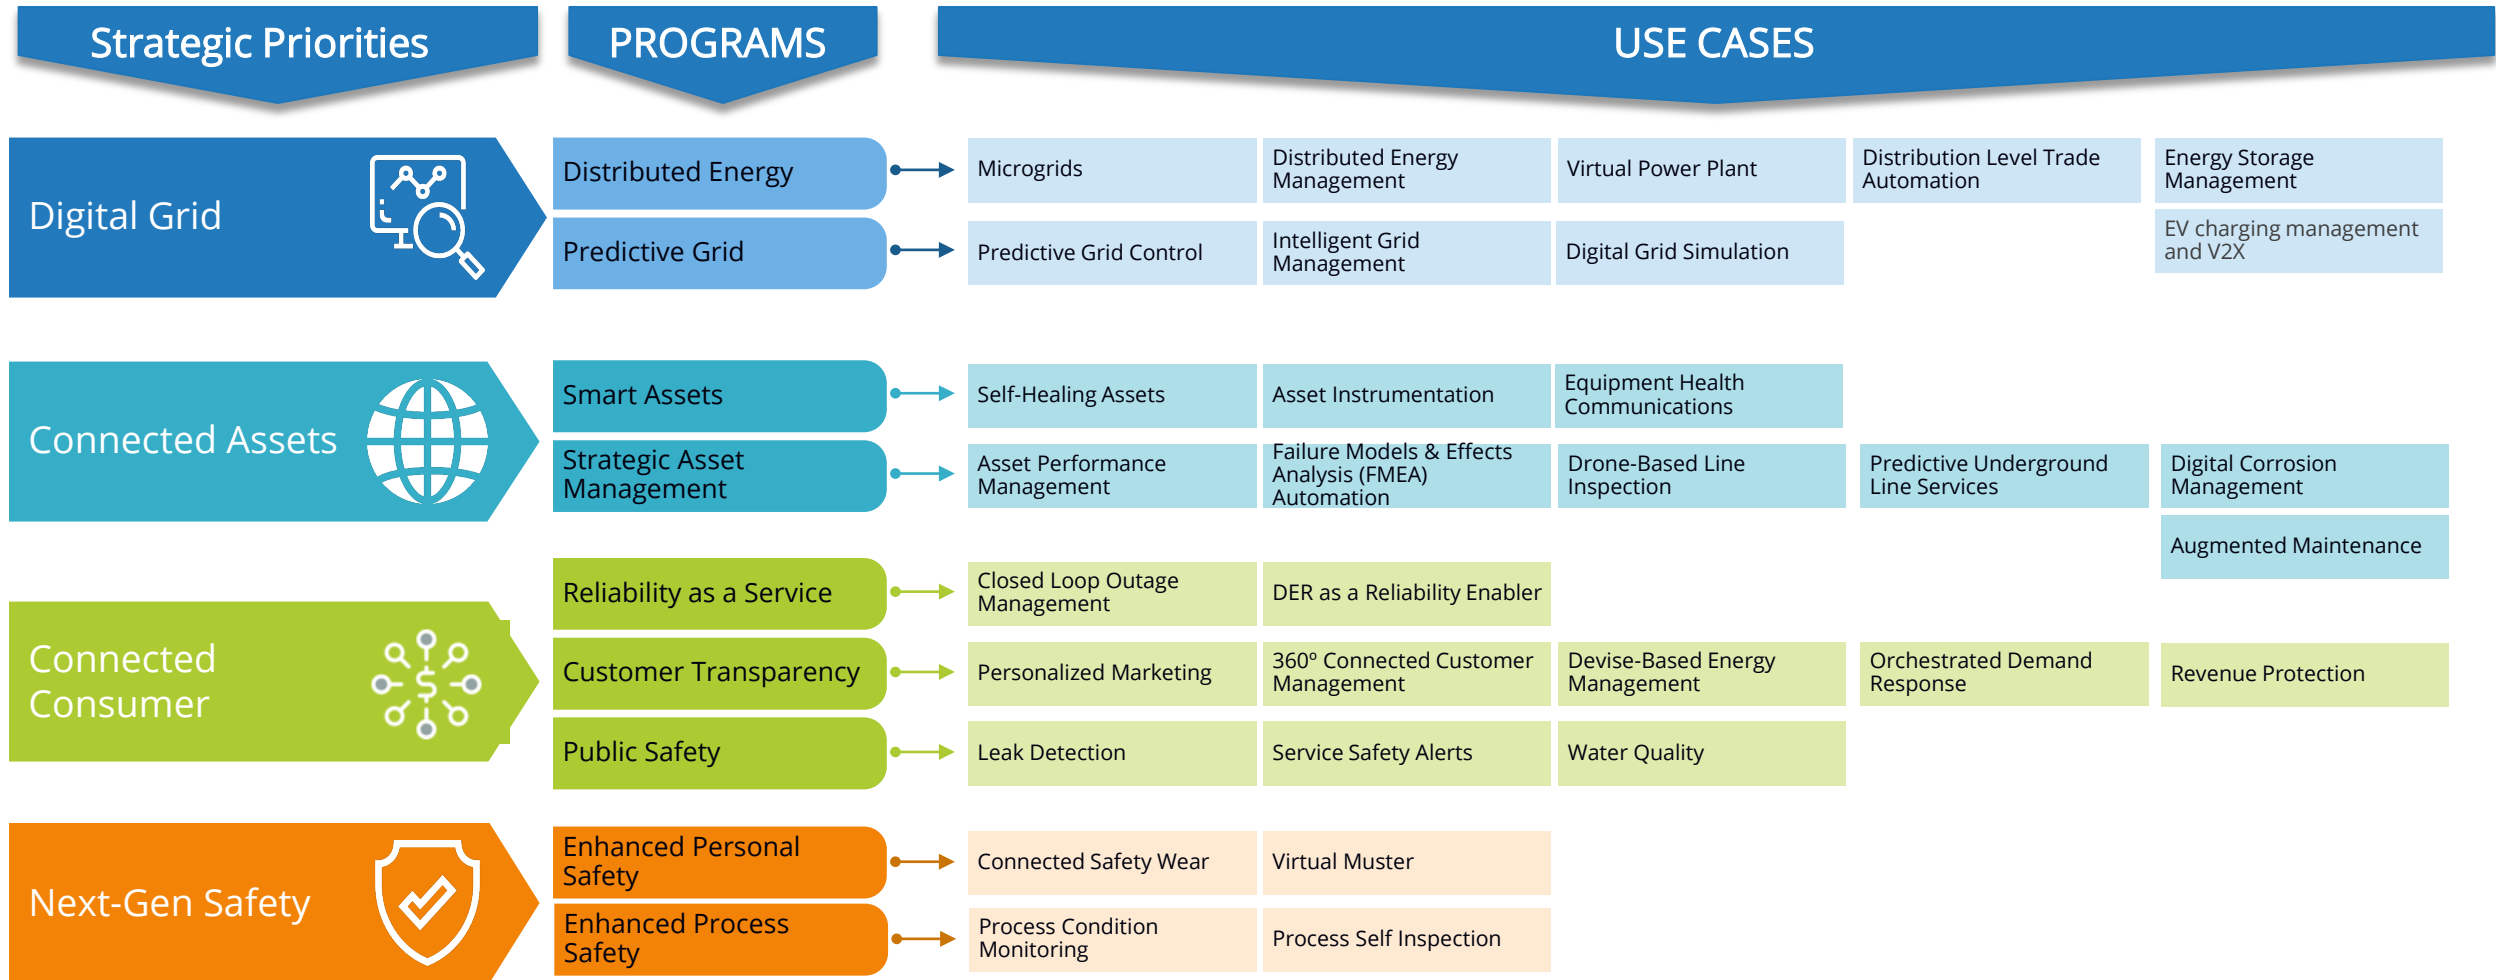 Strategic Priorities
PROGRAMS
USE CASES
Digital Grid
Distributed Energy
Microgrids
Distributed Energy
Management
Virtual Power Plant
Distribution Level Trade
Automation
Energy Storage
Management
Predictive Grid
Predictive Grid Control
Intelligent Grid
Management
Digital Grid Simulation
EV charging management
and V2X
Connected Assets
Smart Assets
Self-Healing Assets
Asset Instrumentation
Equipment Health
Communications
Strategic Asset
Management
Asset Performance
Management
Failure Models & Effects
Analysis (FMEA)
Automation
Drone-Based Line
Inspection
Predictive Underground
Line Services
Digital Corrosion
Management
Augmented Maintenance
Connected
Consumer
Reliability as a Service
Closed Loop Outage
Management
DER as a Reliability Enabler
Customer Transparency
Personalized Marketing
360º Connected Customer
Management
Devise-Based Energy
Management
Orchestrated Demand
Response
Revenue Protection
Public Safety
Leak Detection
Service Safety Alerts
Water Quality
Next-Gen Safety
Enhanced Personal
Safety
Connected Safety Wear
Virtual Muster
Enhanced Process
Safety
Process Condition
Monitoring
Process Self Inspection